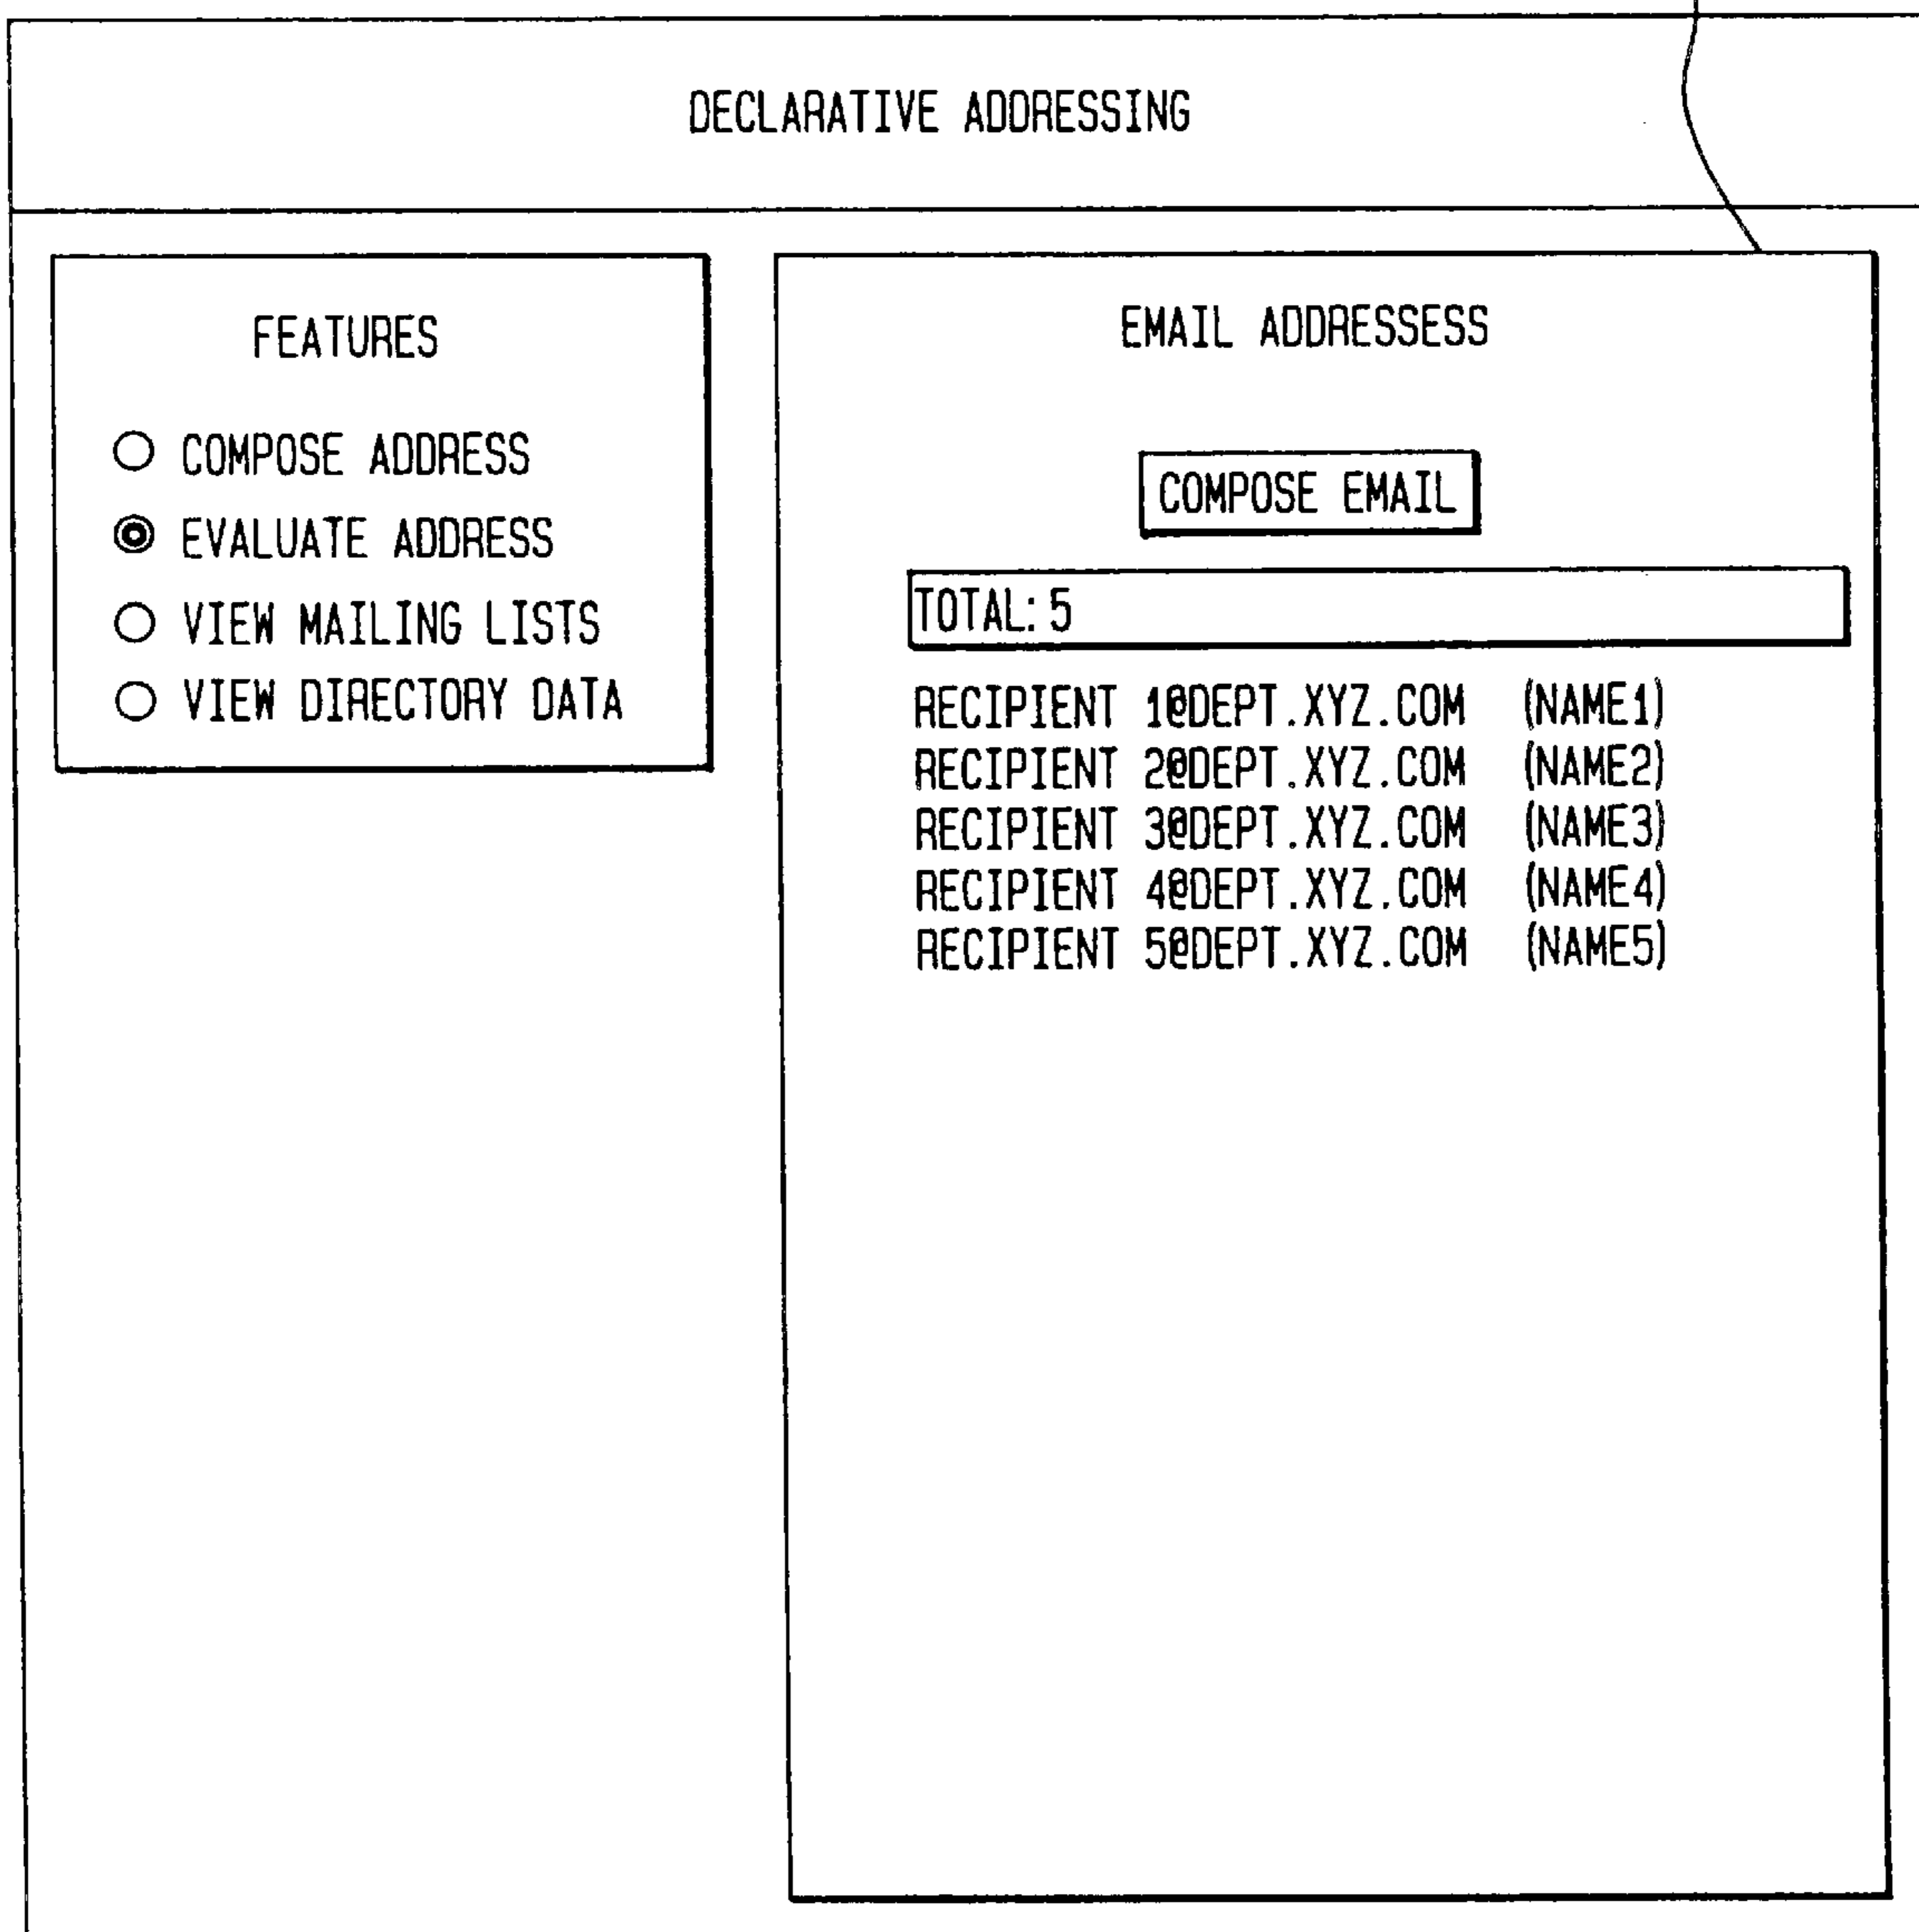 DECLARATIVE ADDRESSING
FEATURES
COMPOSE ADDRESS
EVALUATE ADDRESS
VIEW MAILING LISTS
VIEW DIRECTORY DATA
EMAIL ADDRESSESS
COMPOSE EMAIL
TOTAL: 5
RECIPIENT 1@DEPT.XYZ.COM (NAME1)
RECIPIENT 2@DEPT.XYZ.COM (NAME2)
RECIPIENT 3@DEPT.XYZ.COM (NAME3)
RECIPIENT 4@DEPT.XYZ.COM (NAME4)
RECIPIENT 5@DEPT.XYZ.COM (NAME5)